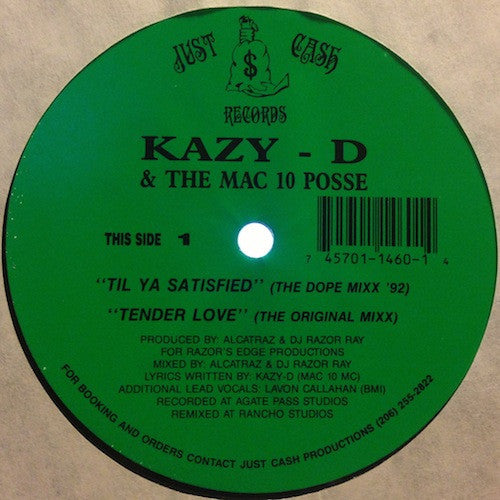 JUST CASH
$
RECORDS
KAZY - D
& THE MAC 10 POSSE
THIS SIDE 1
7 45701-1460-1 4
"TIL YA SATISFIED" (THE DOPE MIXX '92)
"TENDER LOVE" (THE ORIGINAL MIXX)
PRODUCED BY: ALCATRAZ & DJ RAZOR RAY
FOR RAZOR'S EDGE PRODUCTIONS
MIXED BY: ALCATRAZ & DJ RAZOR RAY
LYRICS WRITTEN BY: KAZY-D (MAC 10 MC)
ADDITIONAL LEAD VOCALS: LAVON CALLAHAN (BMI)
RECORDED AT AGATE PASS STUDIOS
REMIXED AT RANCHO STUDIOS
FOR BOOKING AND ORDERS CONTACT JUST CASH PRODUCTIONS (206) 255-2822